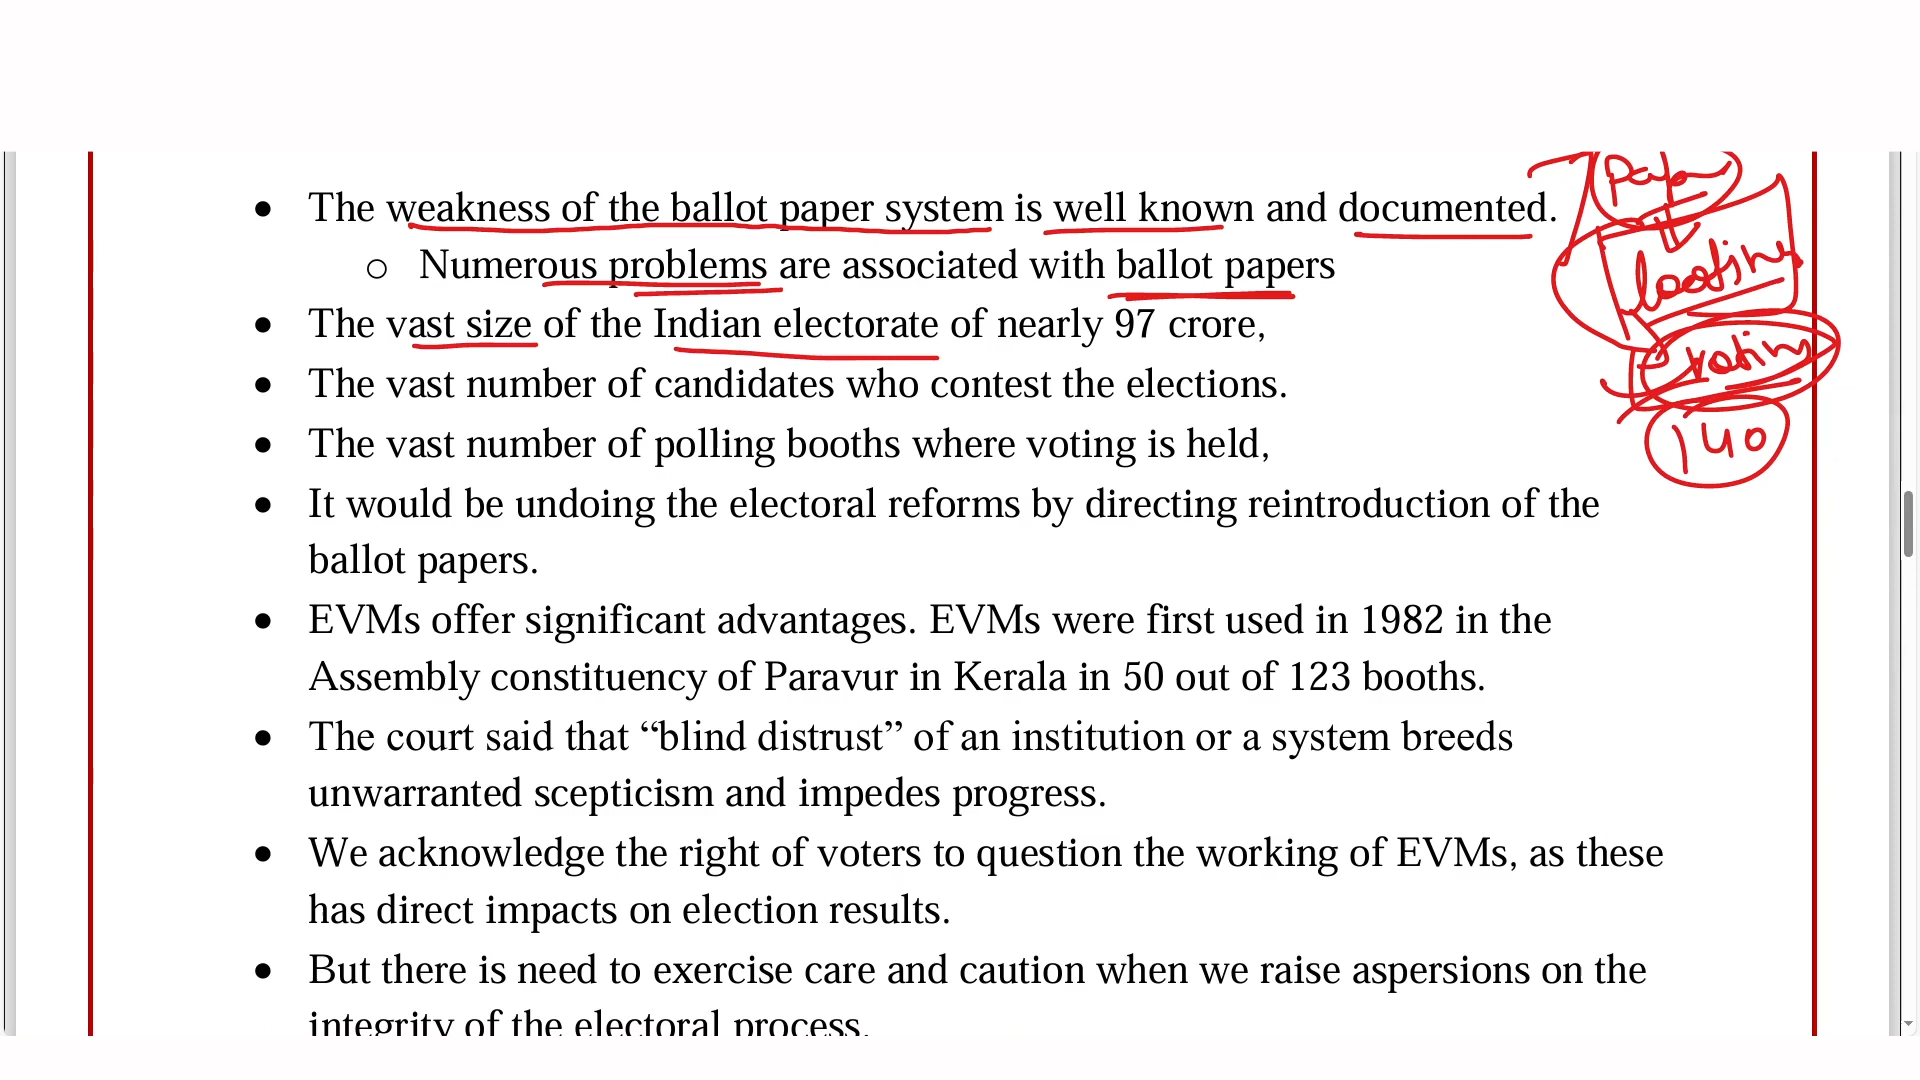 • The weakness of the ballot paper system is well known and documented.
o Numerous problems are associated with ballot papers
• The vast size of the Indian electorate of nearly 97 crore,
• The vast number of candidates who contest the elections.
• The vast number of polling booths where voting is held,
• It would be undoing the electoral reforms by directing reintroduction of the
ballot papers.
• EVMs offer significant advantages. EVMs were first used in 1982 in the
Assembly constituency of Paravur in Kerala in 50 out of 123 booths.
• The court said that “blind distrust” of an institution or a system breeds
unwarranted scepticism and impedes progress.
• We acknowledge the right of voters to question the working of EVMs, as these
has direct impacts on election results.
• But there is need to exercise care and caution when we raise aspersions on the
integrity of the electoral process.
Paper
looting
voting
140